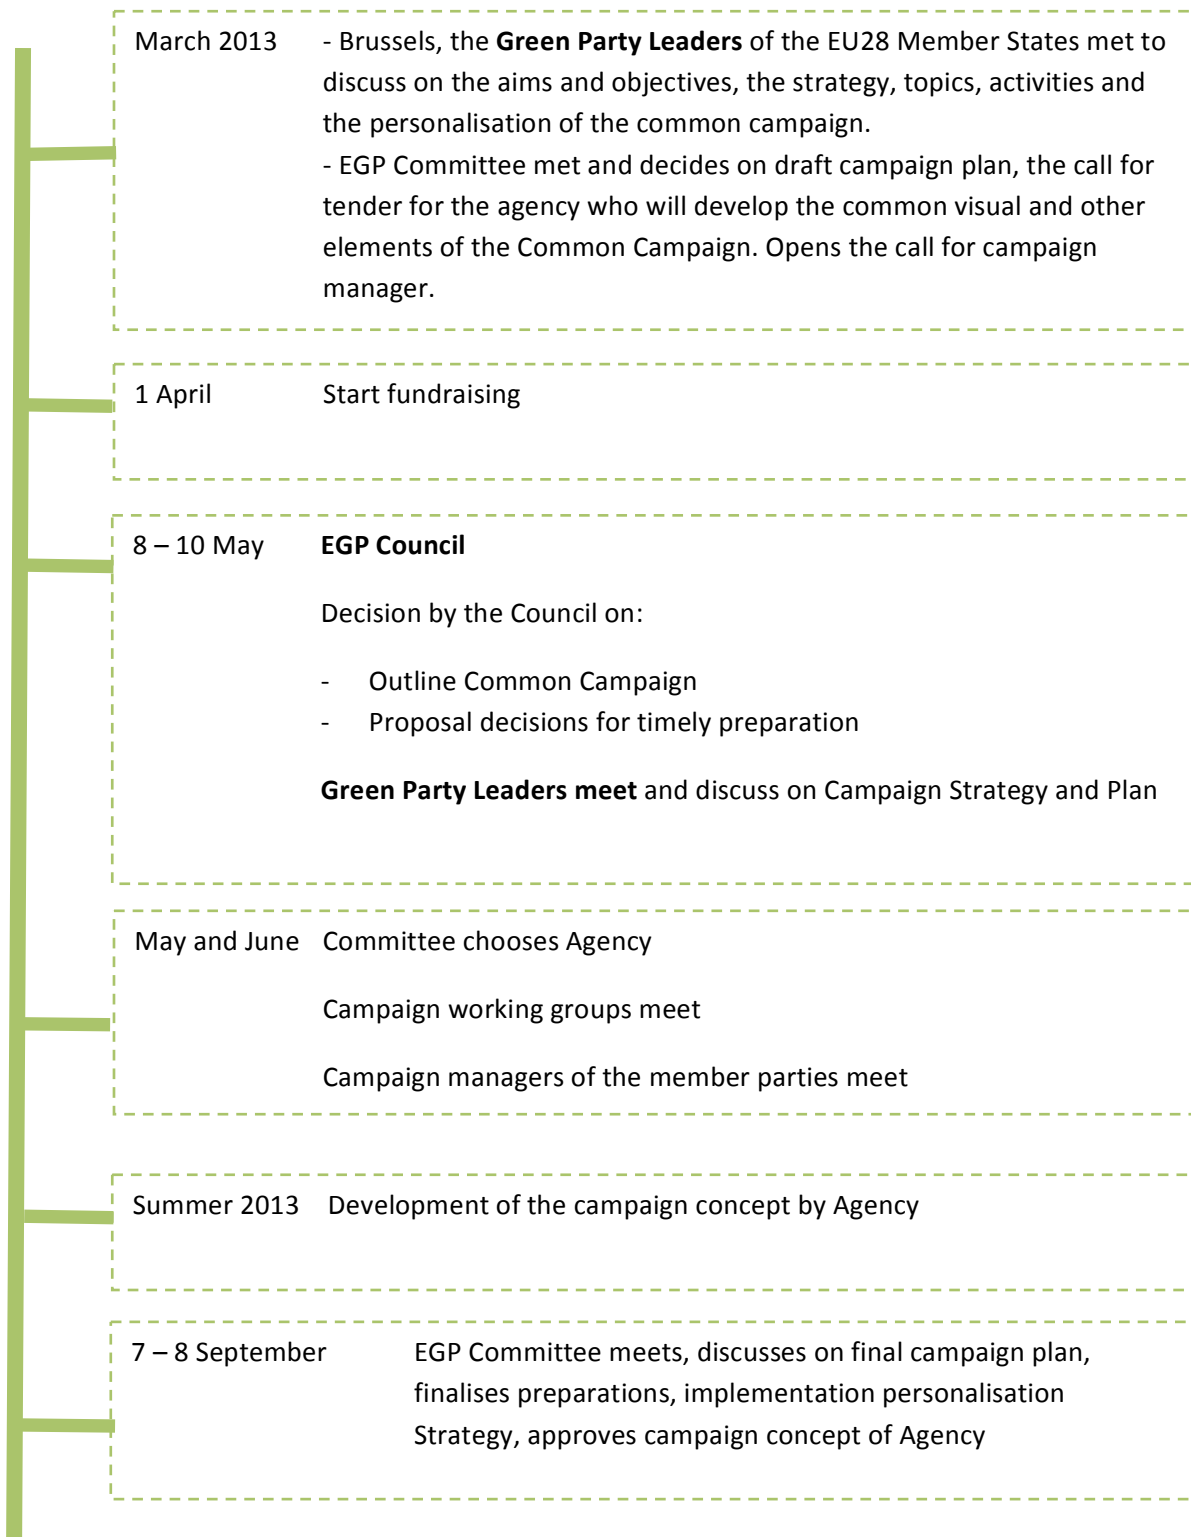 March 2013 - Brussels, the Green Party Leaders of the EU28 Member States met to
discuss on the aims and objectives, the strategy, topics, activities and
the personalisation of the common campaign.
- EGP Committee met and decides on draft campaign plan, the call for
tender for the agency who will develop the common visual and other
elements of the Common Campaign. Opens the call for campaign
manager.
1 April Start fundraising
8 – 10 May EGP Council
Decision by the Council on:
- Outline Common Campaign
- Proposal decisions for timely preparation
Green Party Leaders meet and discuss on Campaign Strategy and Plan
May and June Committee chooses Agency
Campaign working groups meet
Campaign managers of the member parties meet
Summer 2013 Development of the campaign concept by Agency
7 – 8 September EGP Committee meets, discusses on final campaign plan,
finalises preparations, implementation personalisation
Strategy, approves campaign concept of Agency